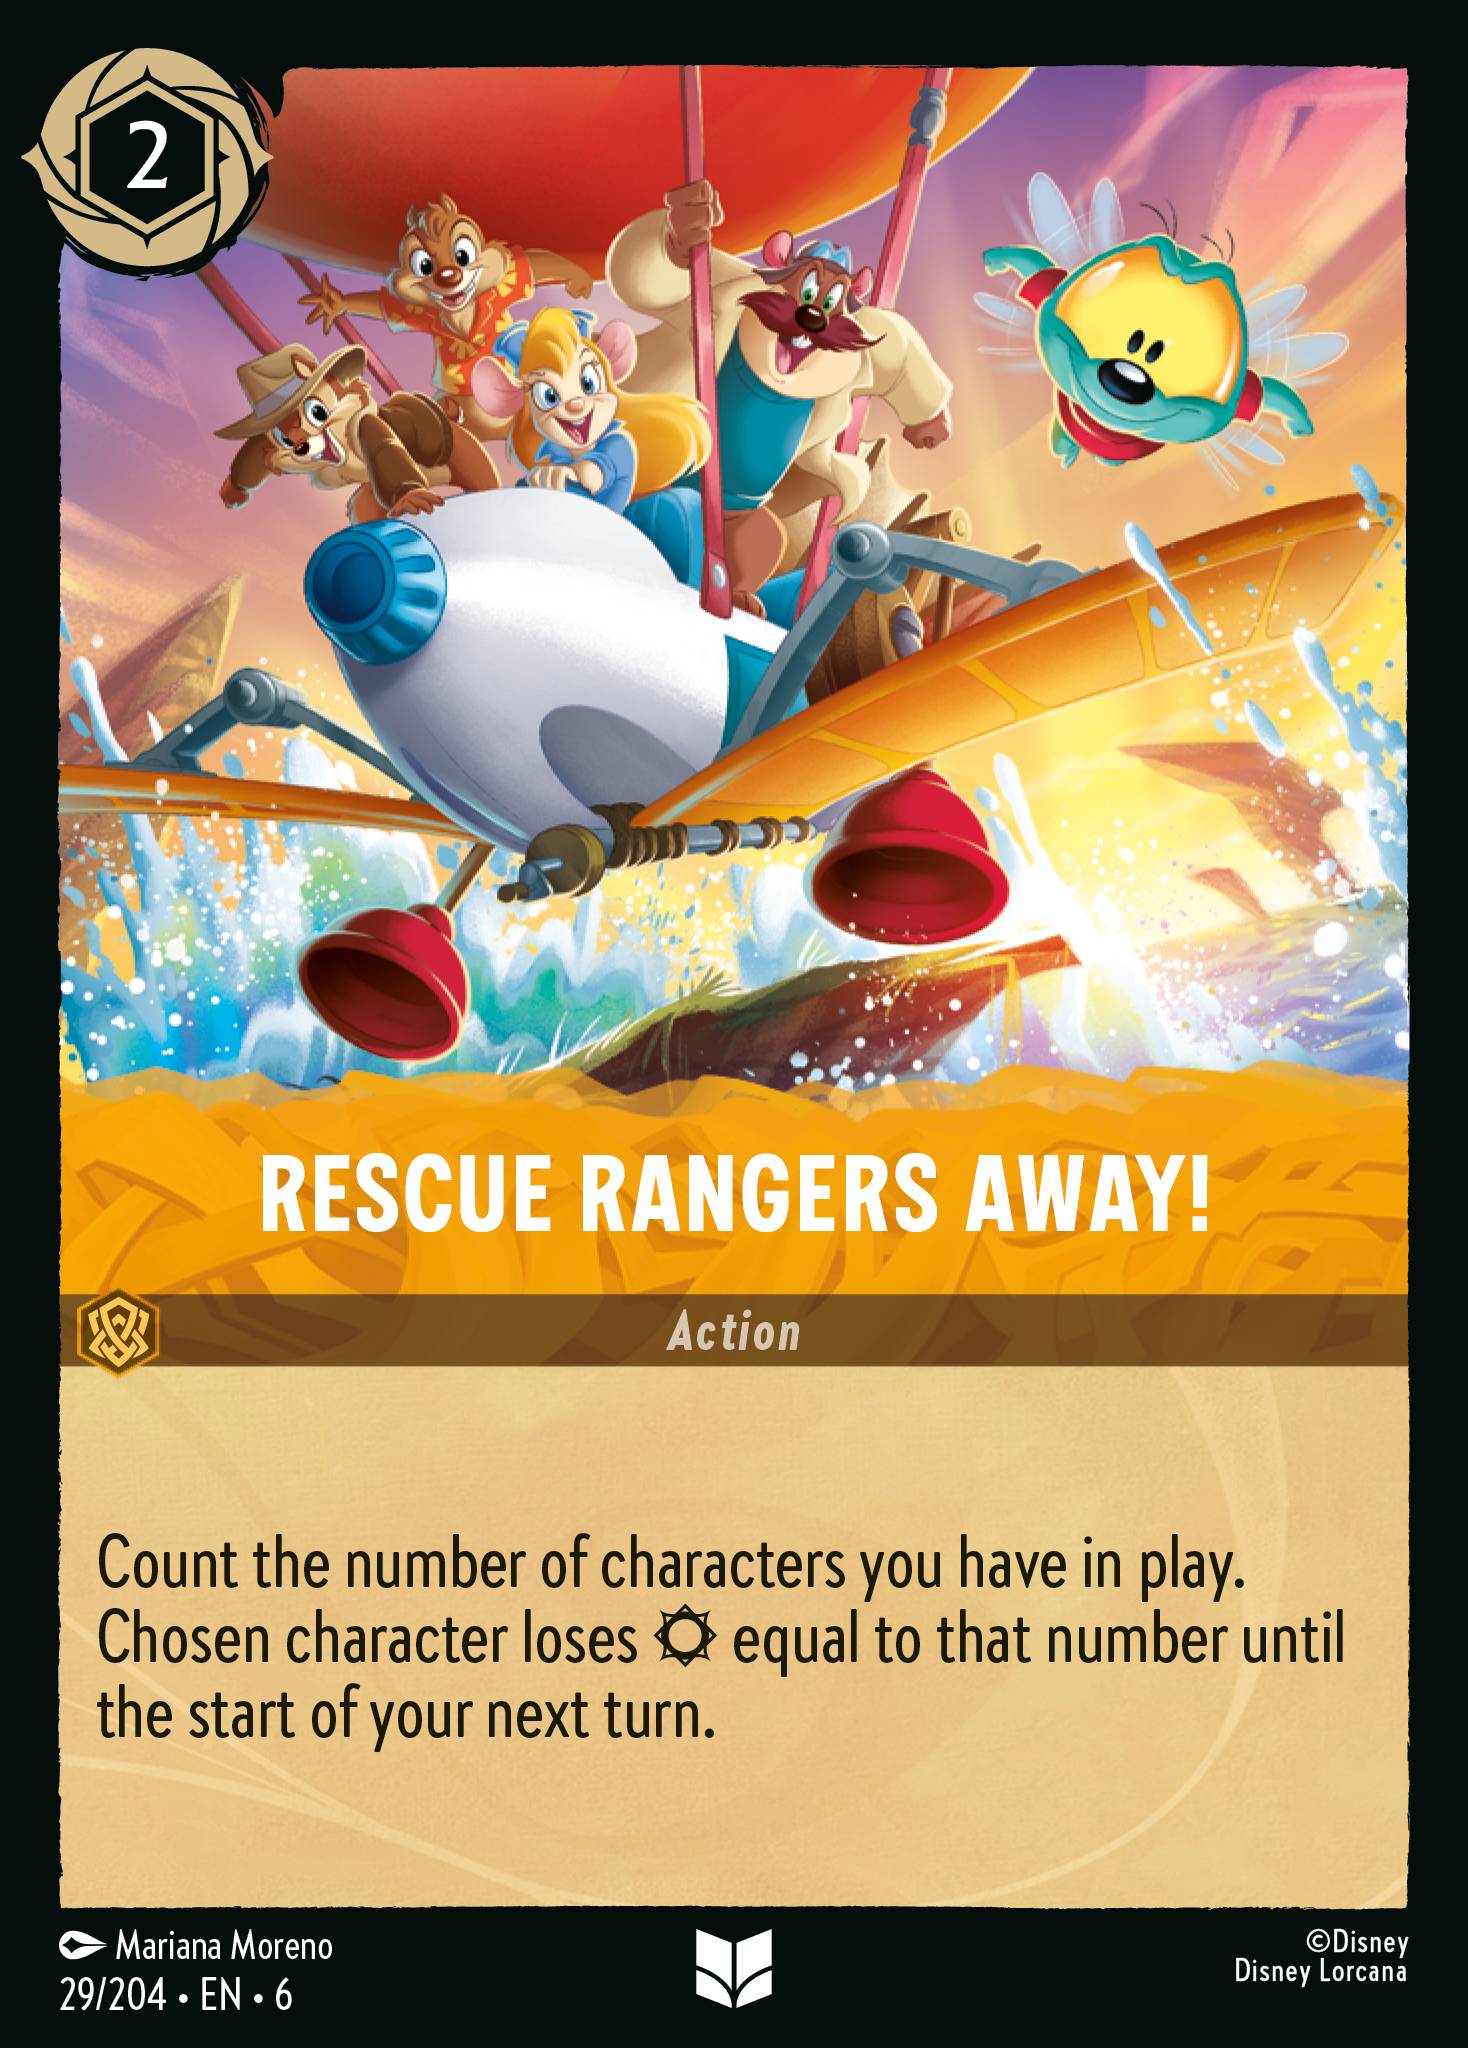 2
RESCUE RANGERS AWAY!
Action
Count the number of characters you have in play.
Chosen character loses equal to that number until
the start of your next turn.
Mariana Moreno
29/204 • EN • 6
©Disney
Disney Lorcana